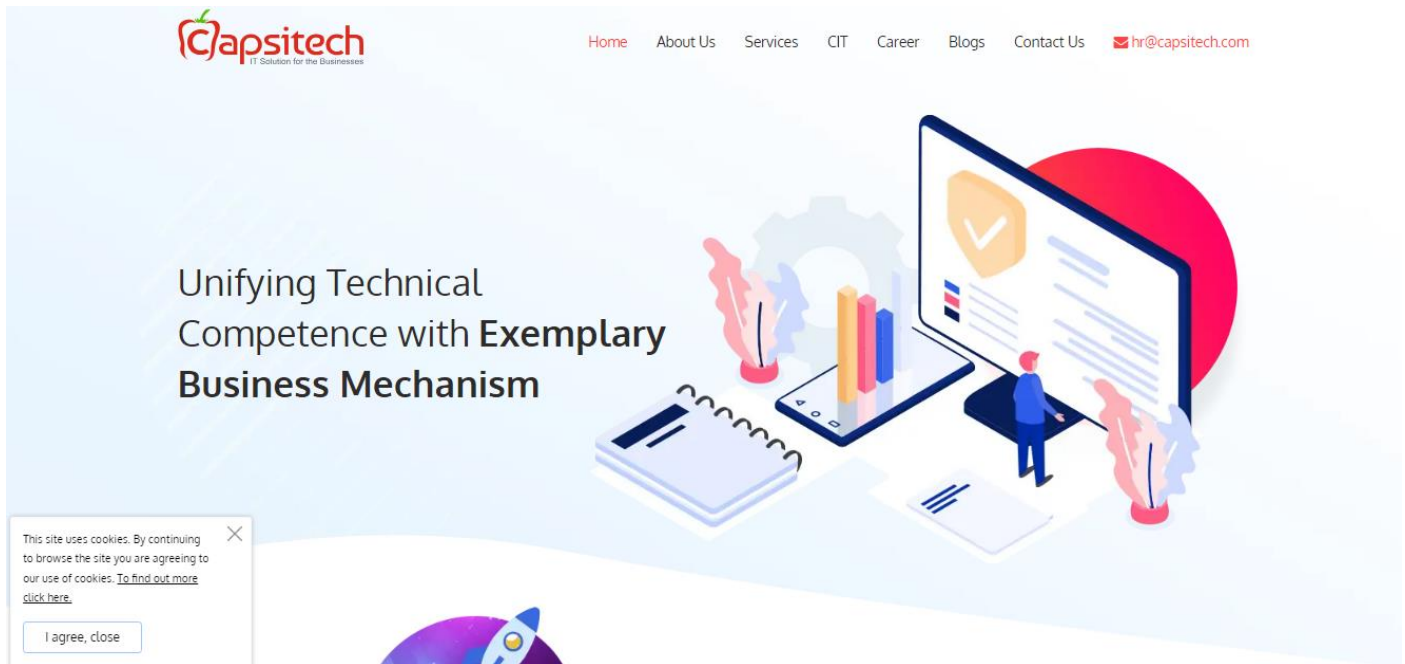 Capsitech
IT Solution for the Businesses
Home About Us Services CIT Career Blogs Contact Us hr@capsitech.com
Unifying Technical
Competence with Exemplary
Business Mechanism
This site uses cookies. By continuing
to browse the site you are agreeing to
our use of cookies. To find out more
click here.
I agree, close